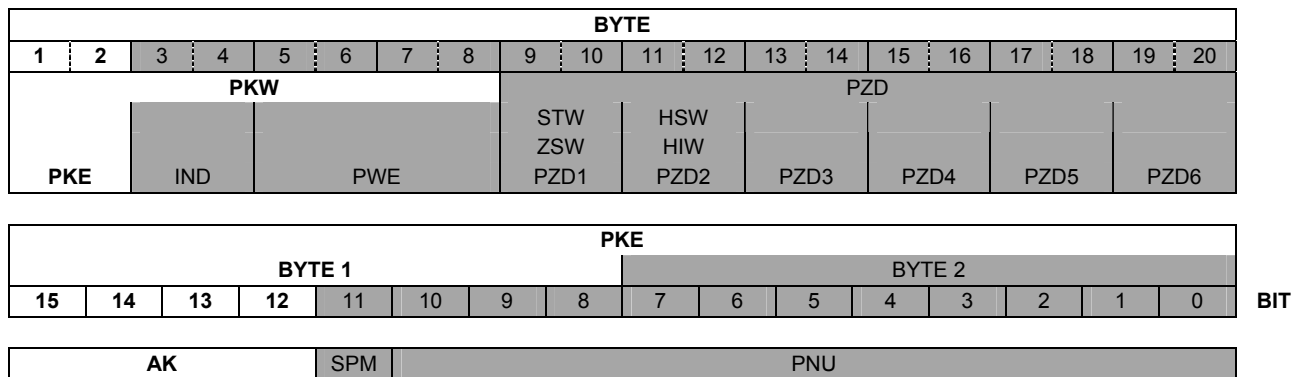 BYTE
1 2 3 4 5 6 7 8 9 10 11 12 13 14 15 16 17 18 19 20
PKW PZD
STW HSW
ZSW HIW
PKE IND PWE PZD1 PZD2 PZD3 PZD4 PZD5 PZD6
PKE
BYTE 1 BYTE 2
15 14 13 12 11 10 9 8 7 6 5 4 3 2 1 0 BIT
AK SPM PNU